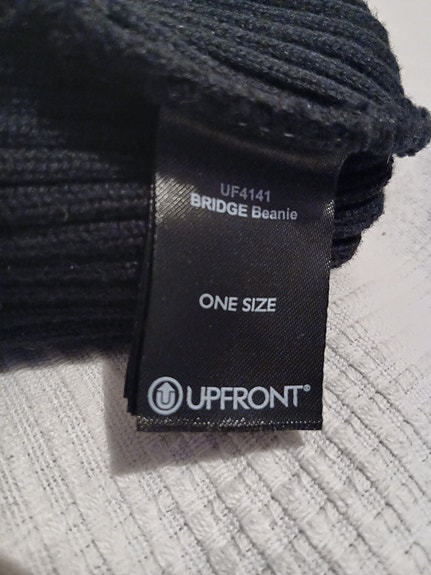 UF4141
BRIDGE Beanie
ONE SIZE
UPFRONT®